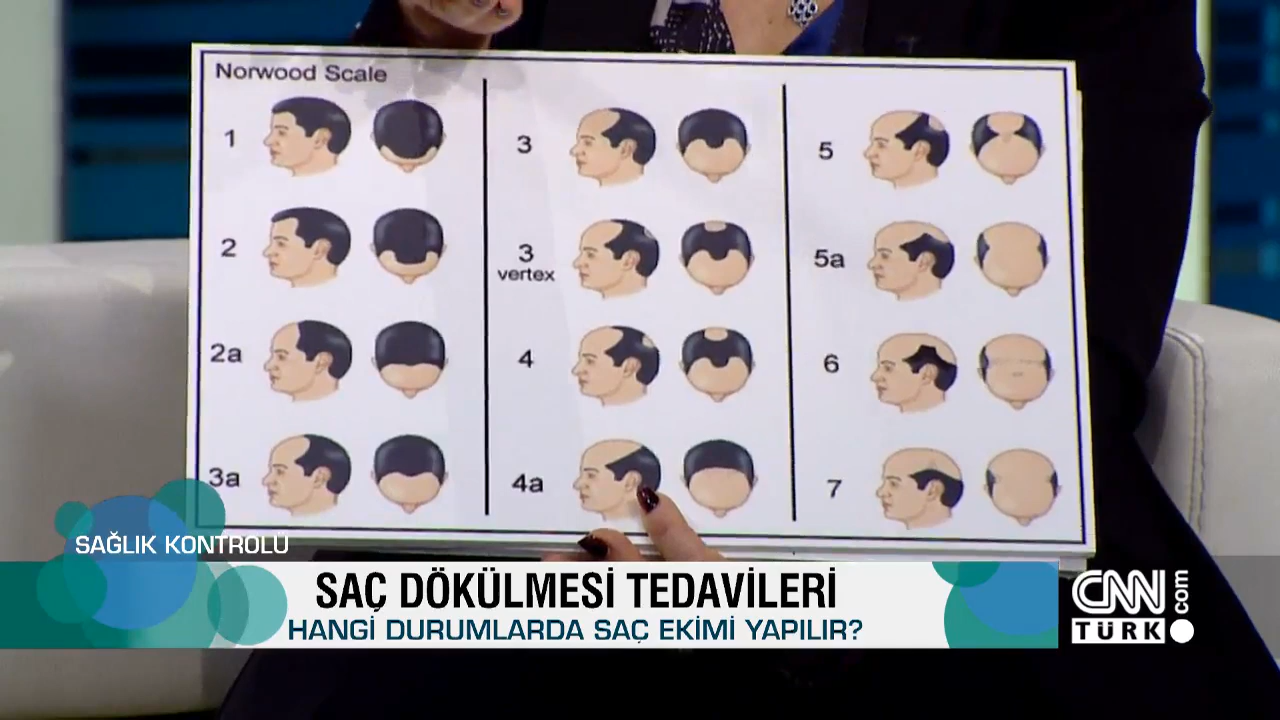 Norwood Scale
1
2
2a
3a
3
3
vertex
4
4a
5
5a
6
7
SAĞLIK KONTROLÜ
SAÇ DÖKÜLMESİ TEDAVİLERİ
HANGİ DURUMLARDA SAÇ EKİMİ YAPILIR?
CNN
TÜRK
.com